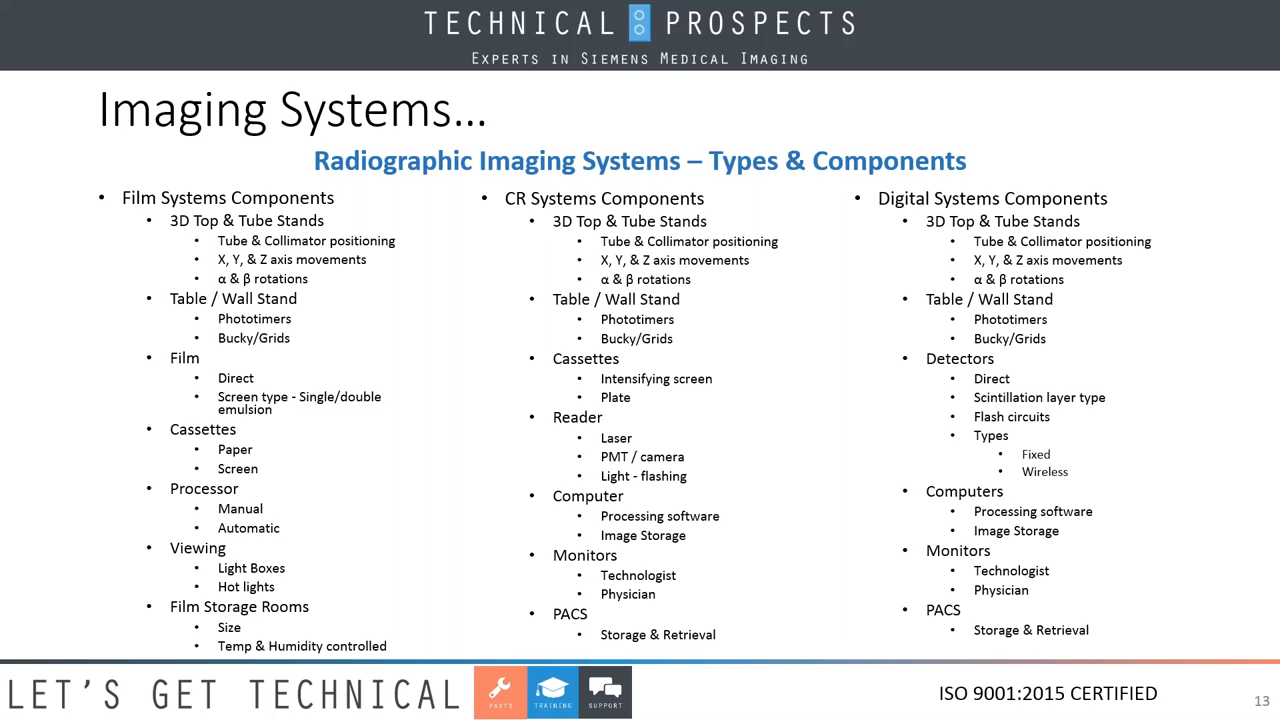 TECHNICAL PROSPECTS
Experts in Siemens Medical Imaging
Imaging Systems…
Radiographic Imaging Systems – Types & Components
• Film Systems Components
• 3D Top & Tube Stands
• Tube & Collimator positioning
• X, Y, & Z axis movements
• α & β rotations
• Table / Wall Stand
• Phototimers
• Bucky/Grids
• Film
• Direct
• Screen type - Single/double
emulsion
• Cassettes
• Paper
• Screen
• Processor
• Manual
• Automatic
• Viewing
• Light Boxes
• Hot lights
• Film Storage Rooms
• Size
• Temp & Humidity controlled
• CR Systems Components
• 3D Top & Tube Stands
• Tube & Collimator positioning
• X, Y, & Z axis movements
• α & β rotations
• Table / Wall Stand
• Phototimers
• Bucky/Grids
• Cassettes
• Intensifying screen
• Plate
• Reader
• Laser
• PMT / camera
• Light - flashing
• Computer
• Processing software
• Image Storage
• Monitors
• Technologist
• Physician
• PACS
• Storage & Retrieval
• Digital Systems Components
• 3D Top & Tube Stands
• Tube & Collimator positioning
• X, Y, & Z axis movements
• α & β rotations
• Table / Wall Stand
• Phototimers
• Bucky/Grids
• Detectors
• Direct
• Scintillation layer type
• Flash circuits
• Types
• Fixed
• Wireless
• Computers
• Processing software
• Image Storage
• Monitors
• Technologist
• Physician
• PACS
• Storage & Retrieval
LET'S GET TECHNICAL
PARTS
TRAINING
SUPPORT
ISO 9001:2015 CERTIFIED
13